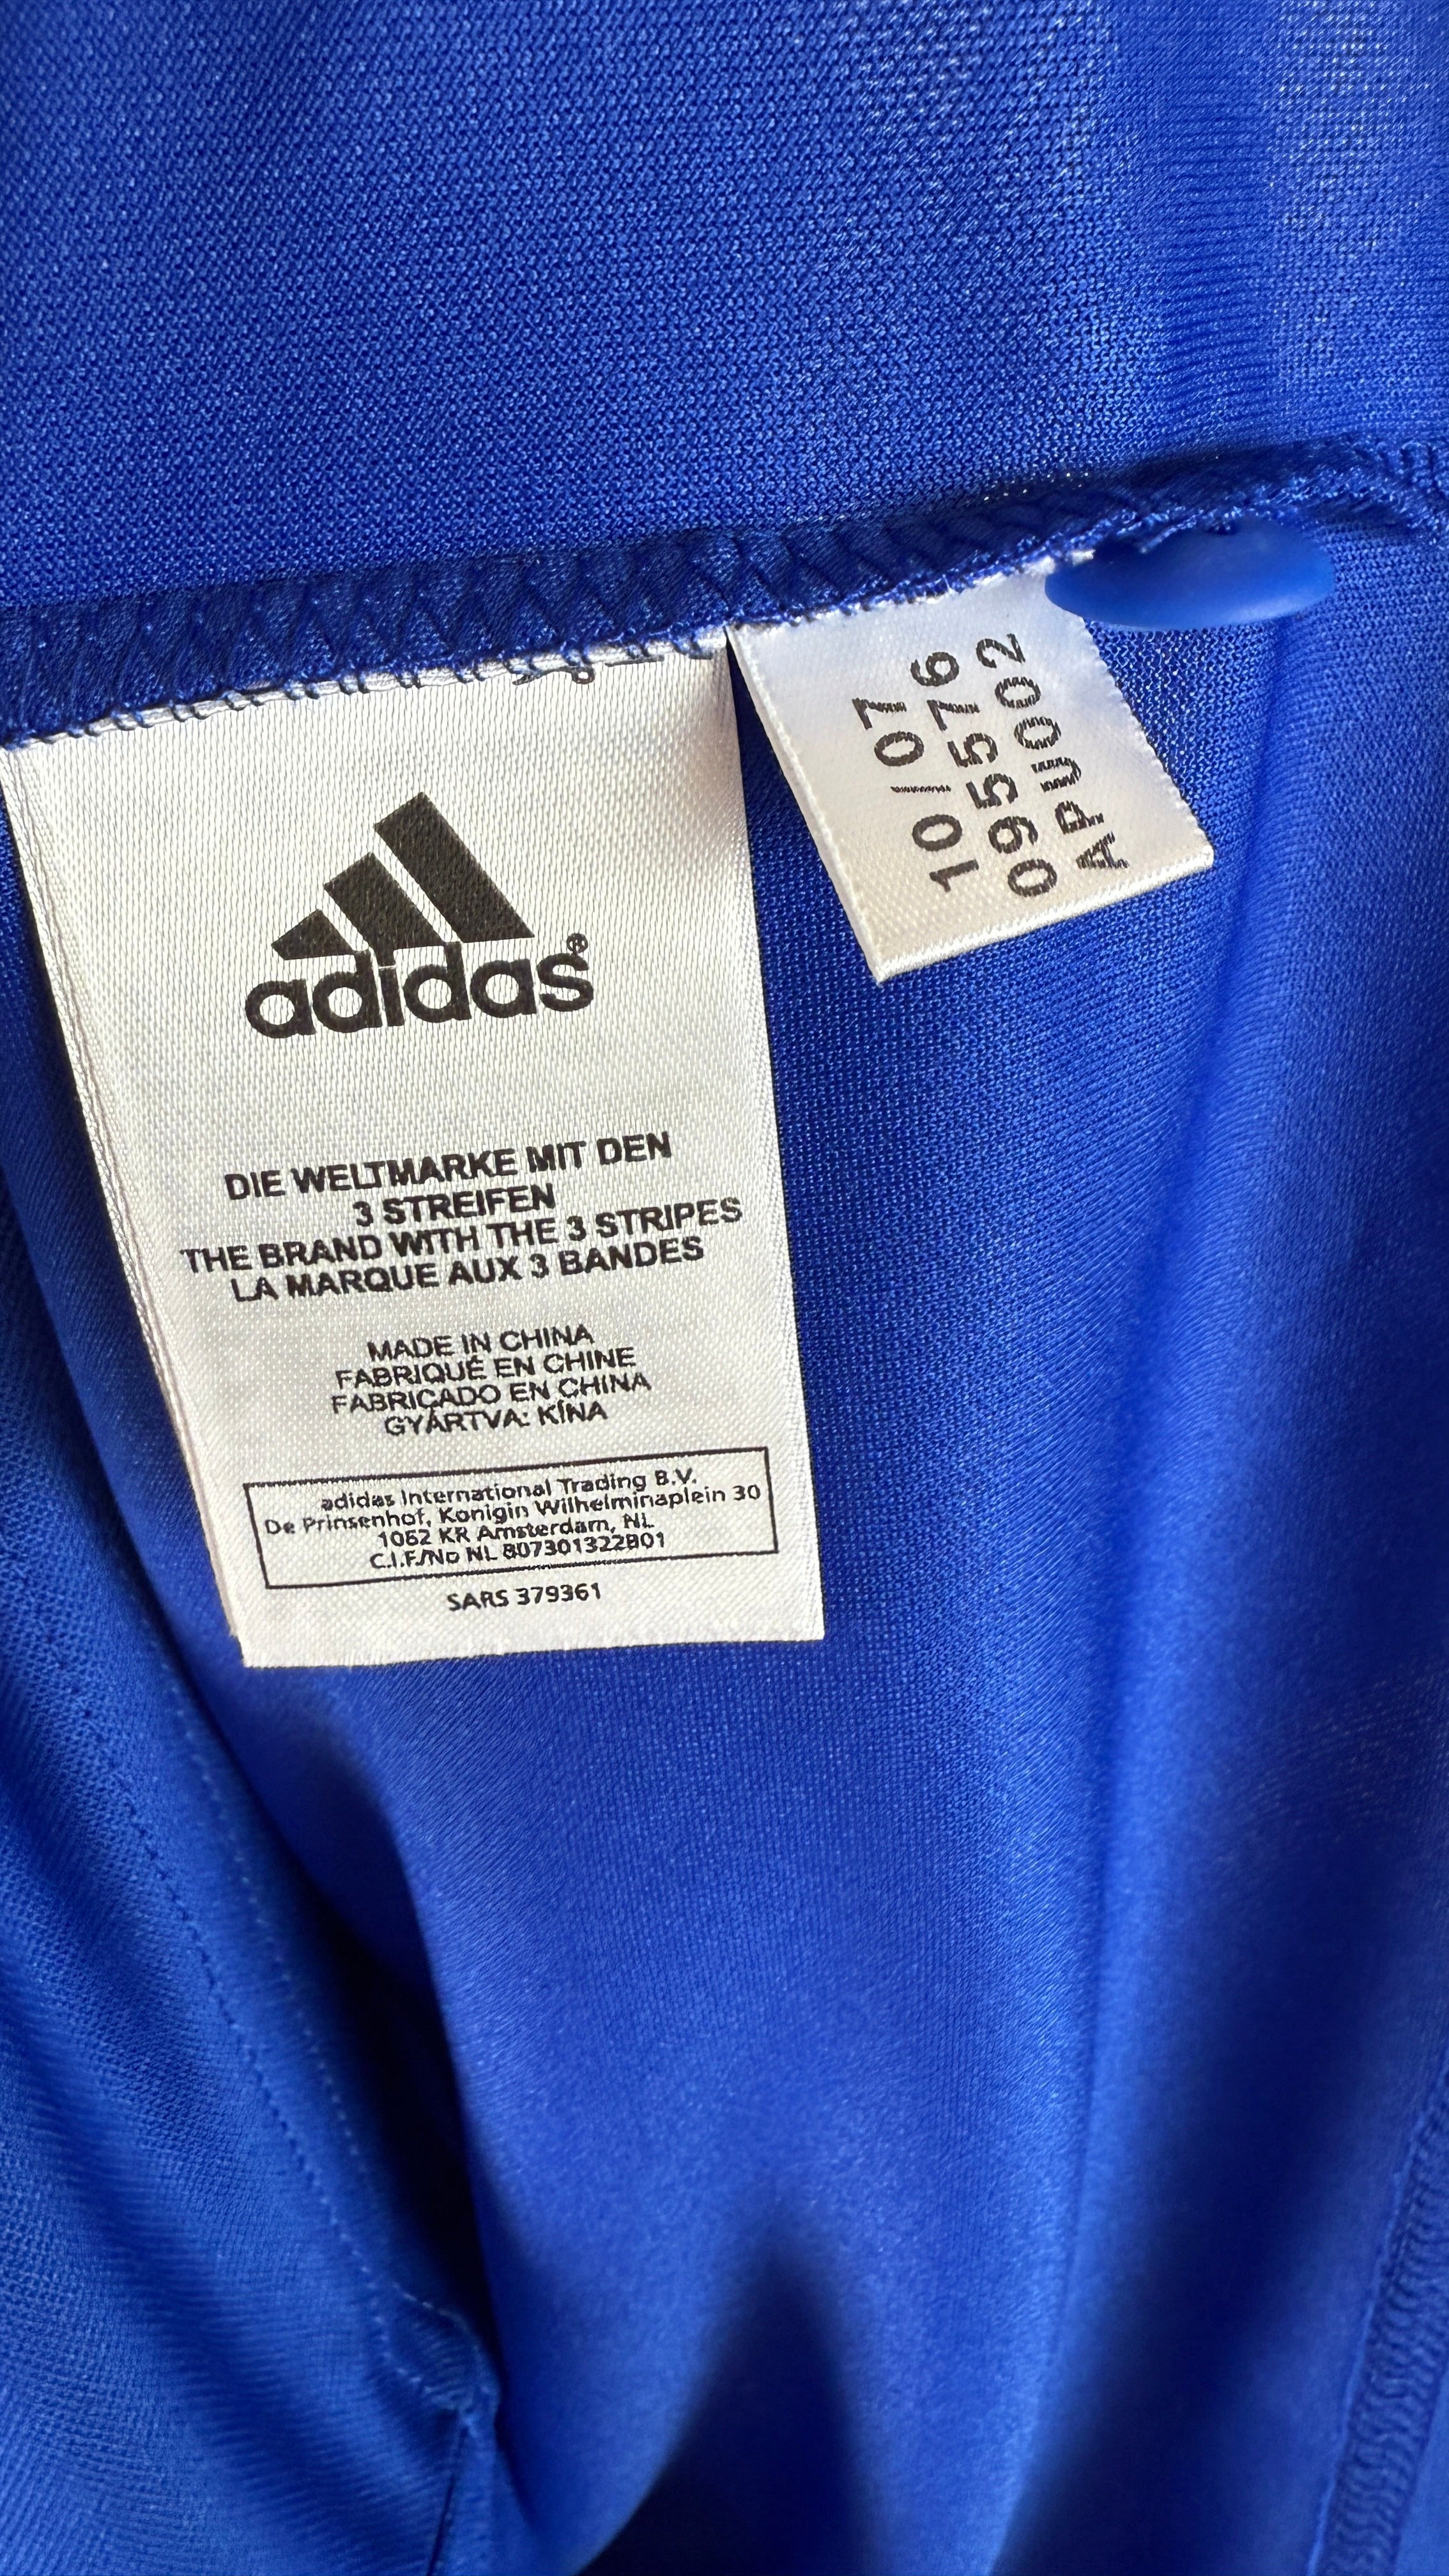 adidas®
DIE WELTMARKE MIT DEN
3 STREIFEN
THE BRAND WITH THE 3 STRIPES
LA MARQUE AUX 3 BANDES
MADE IN CHINA
FABRIQUÉ EN CHINE
FABRICADO EN CHINA
GYÁRTVA: KÍNA
adidas International Trading B.V.
De Prinsenhof, Konigin Wilhelminaplein 30
1062 KR Amsterdam, NL
C.I.F./No NL 807301322B01
SARS 379361
10/07
095576
APU002